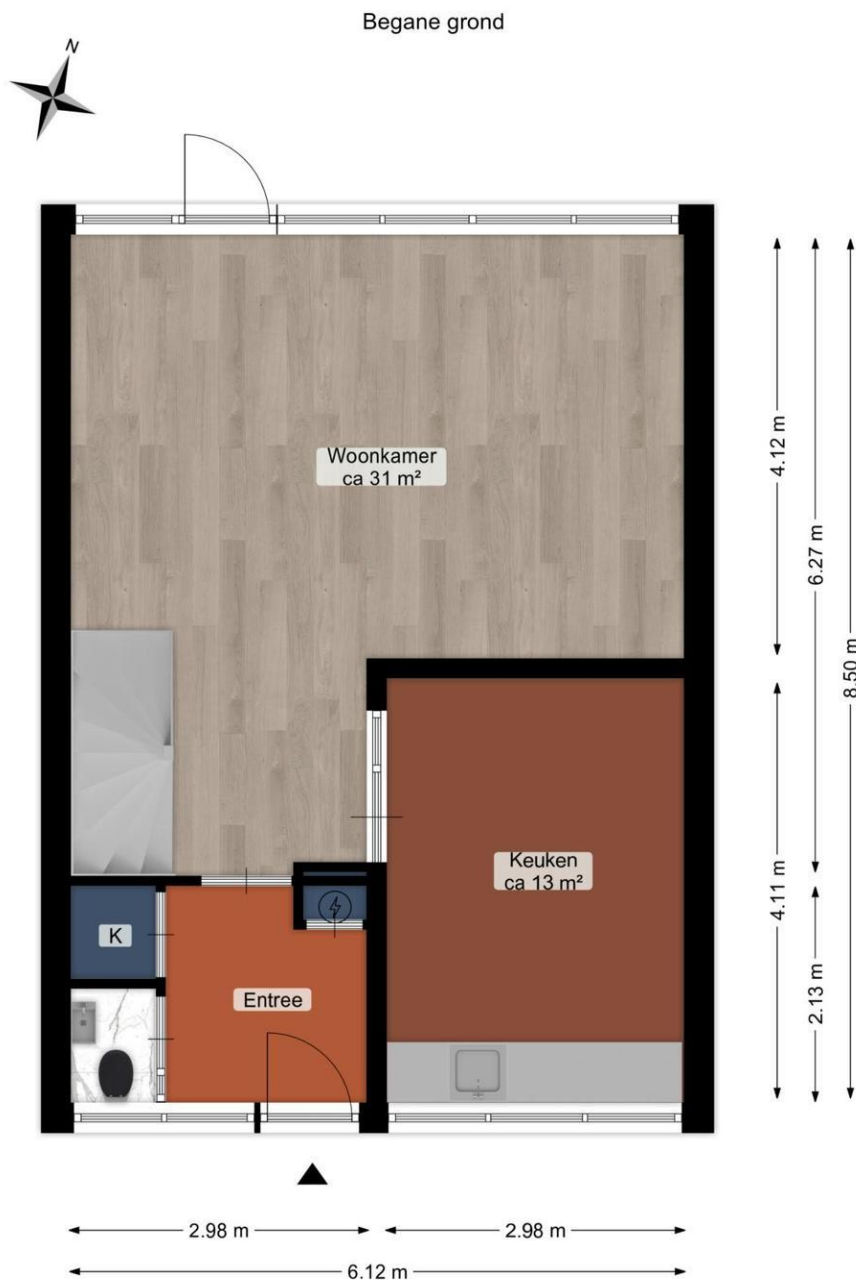 Begane grond
N
Woonkamer
ca 31 m²
4.12 m
6.27 m
8.50 m
Keuken
ca 13 m²
4.11 m
K
Entree
2.13 m
2.98 m
2.98 m
6.12 m